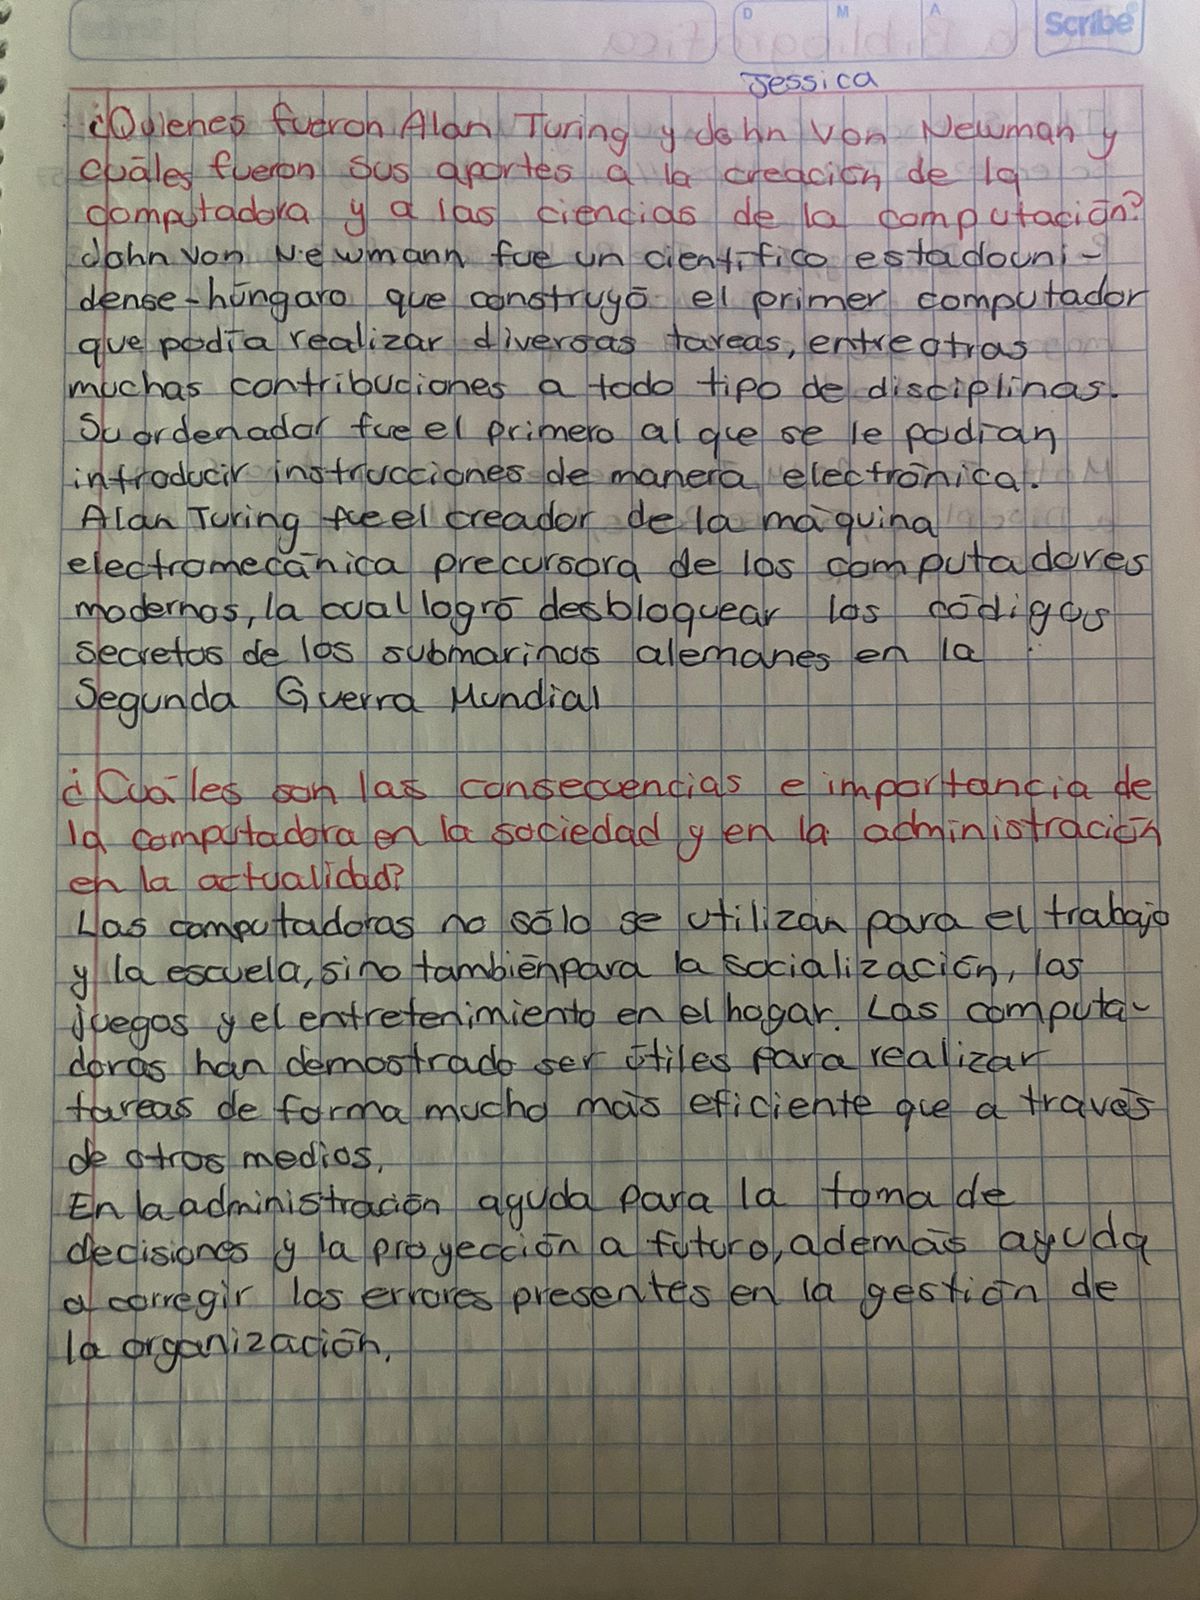 D M A Scribe
Jessica
¿Quienes fueron Alan Turing y John Von Newman y
cuáles fueron sus aportes a la creación de la
computadora y a las ciencias de la computación?
John Von Newmann fue un científico estadouni-
dense-húngaro que construyó el primer computador
que podía realizar diversas tareas, entre otras
muchas contribuciones a todo tipo de disciplinas.
Su ordenador fue el primero al que se le podían
introducir instrucciones de manera electrónica.
Alan Turing fue el creador de la máquina
electromecánica precursora de los computadores
modernos, la cual logró desbloquear los códigos
secretos de los submarinos alemanes en la
Segunda Guerra Mundial
¿Cuáles son las consecuencias e importancia de
la computadora en la sociedad y en la administración
en la actualidad?
Las computadoras no sólo se utilizan para el trabajo
y la escuela, sino también para la socialización, los
juegos y el entretenimiento en el hogar. Las computa-
doras han demostrado ser útiles para realizar
tareas de forma mucho más eficiente que a través
de otros medios.
En la administración ayuda para la toma de
decisiones y la proyección a futuro, además ayuda
a corregir los errores presentes en la gestión de
la organización.